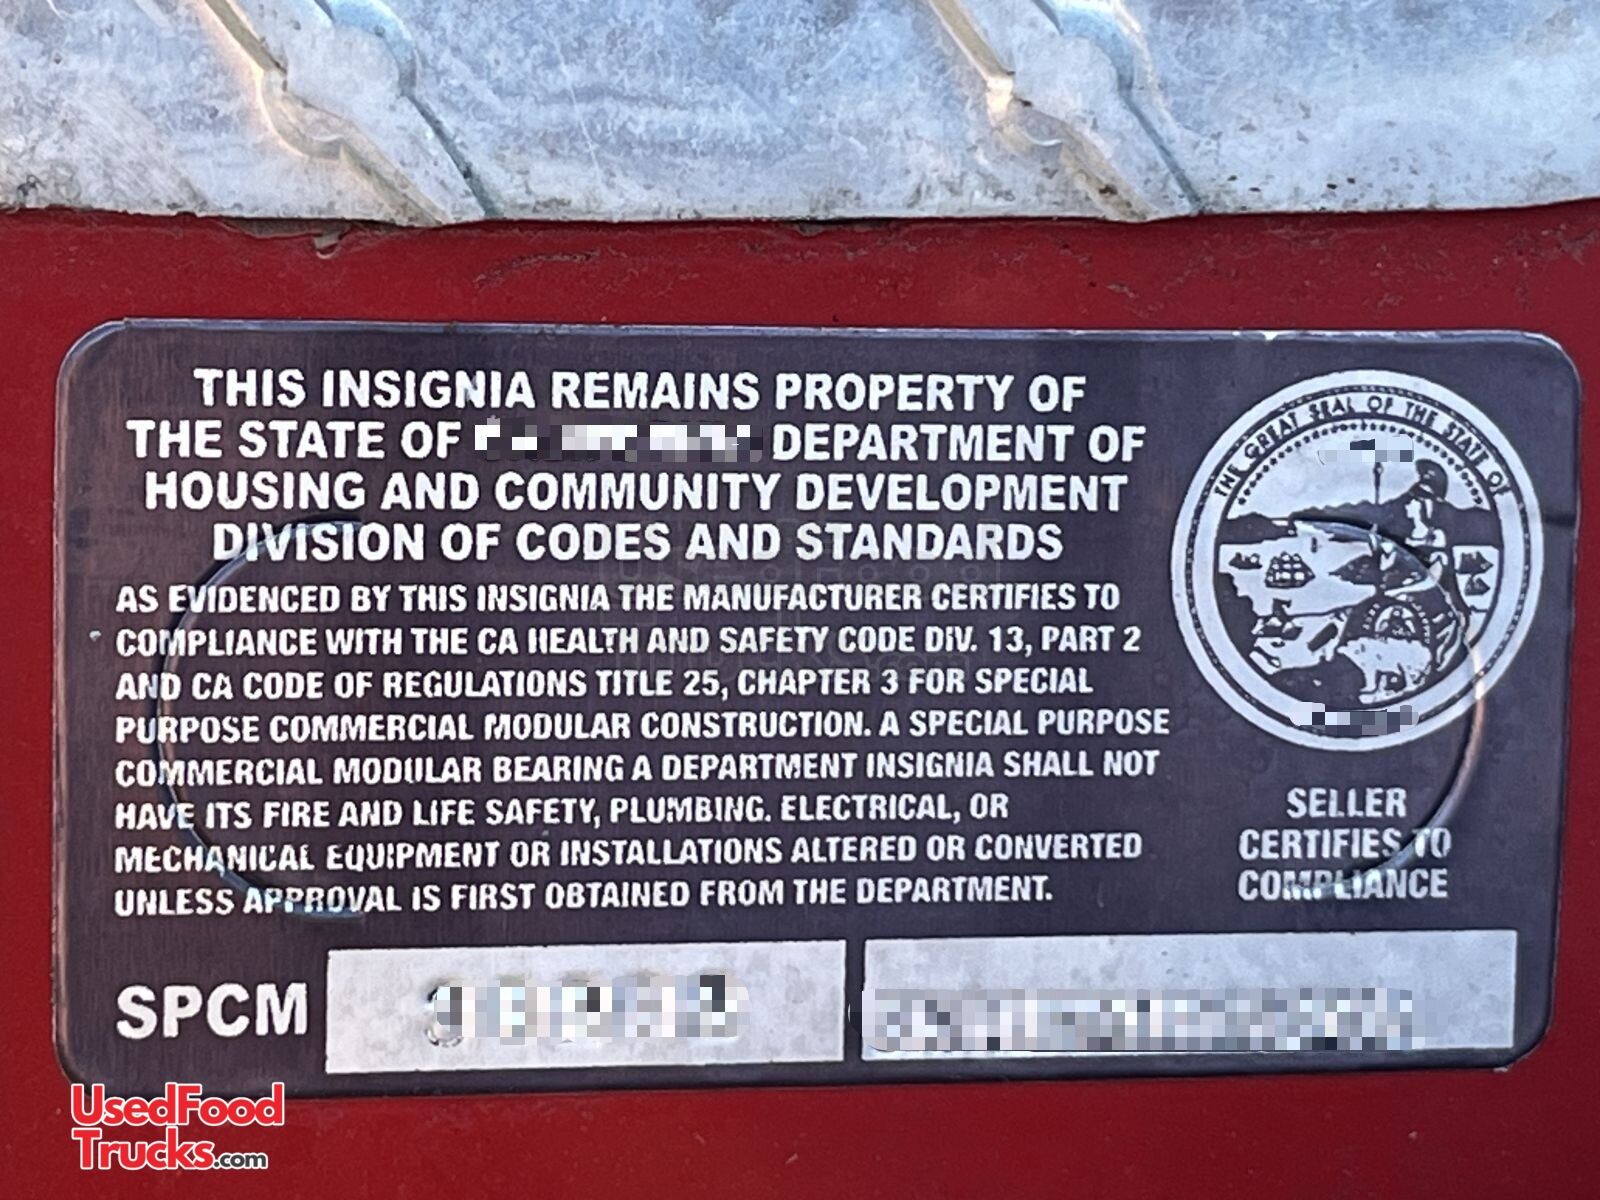 THIS INSIGNIA REMAINS PROPERTY OF
THE STATE OF DEPARTMENT OF
HOUSING AND COMMUNITY DEVELOPMENT
DIVISION OF CODES AND STANDARDS
AS EVIDENCED BY THIS INSIGNIA THE MANUFACTURER CERTIFIES TO
COMPLIANCE WITH THE CA HEALTH AND SAFETY CODE DIV. 13, PART 2
AND CA CODE OF REGULATIONS TITLE 25, CHAPTER 3 FOR SPECIAL
PURPOSE COMMERCIAL MODULAR CONSTRUCTION. A SPECIAL PURPOSE
COMMERCIAL MODULAR BEARING A DEPARTMENT INSIGNIA SHALL NOT
HAVE ITS FIRE AND LIFE SAFETY, PLUMBING. ELECTRICAL, OR
MECHANICAL EQUIPMENT OR INSTALLATIONS ALTERED OR CONVERTED
UNLESS APPROVAL IS FIRST OBTAINED FROM THE DEPARTMENT.
THE GREAT SEAL OF THE STATE OF
SELLER
CERTIFIES TO
COMPLIANCE
SPCM
UsedFood
Trucks.com